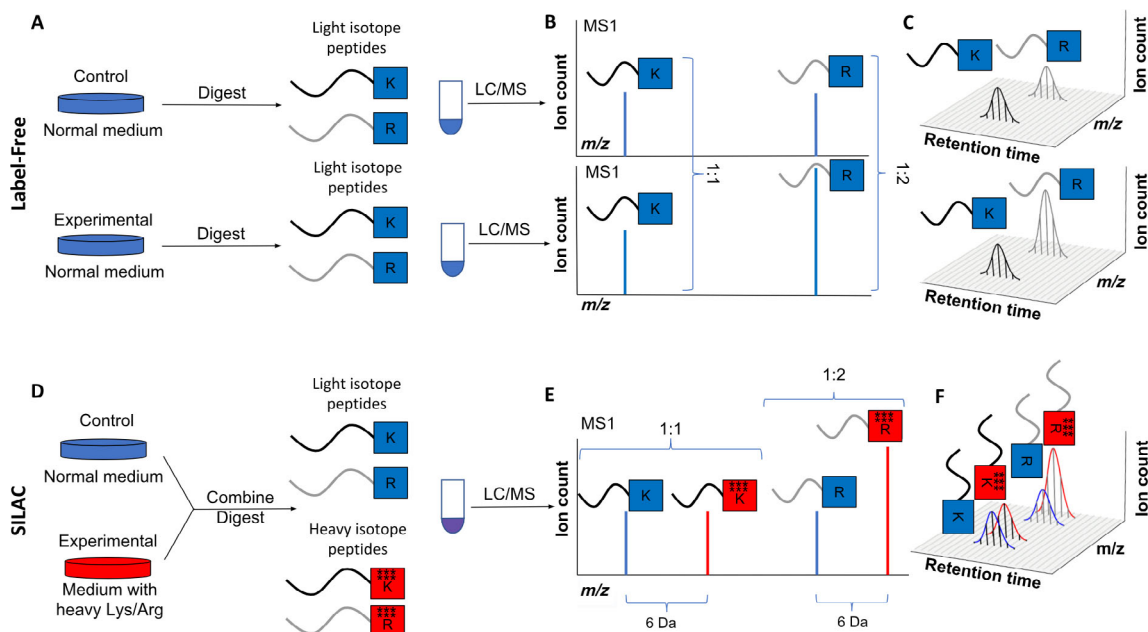 A
Label-Free
Control
Normal medium
Digest
Light isotope
peptides
K
R
LC/MS
Experimental
Normal medium
Digest
Light isotope
peptides
K
R
LC/MS
B
MS1
Ion count
K
R
m/z
MS1
Ion count
K
R
1:1
1:2
C
K
R
Ion count
m/z
Retention time
K
R
Ion count
m/z
Retention time
D
SILAC
Control
Normal medium
Experimental
Medium with
heavy Lys/Arg
Combine
Digest
Light isotope
peptides
K
R
Heavy isotope
peptides
***
***
K
***
***
R
LC/MS
E
MS1
Ion count
1:1
1:2
K
***
***
K
R
***
***
R
m/z
6 Da
6 Da
F
K
K
***
***
R
R
***
***
Ion count
m/z
Retention time